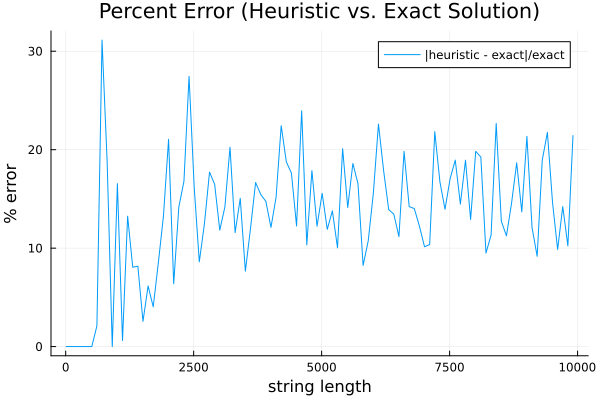 Percent Error (Heuristic vs. Exact Solution)
|heuristic - exact|/exact
% error
30
20
10
0
0 2500 5000 7500 10000
string length